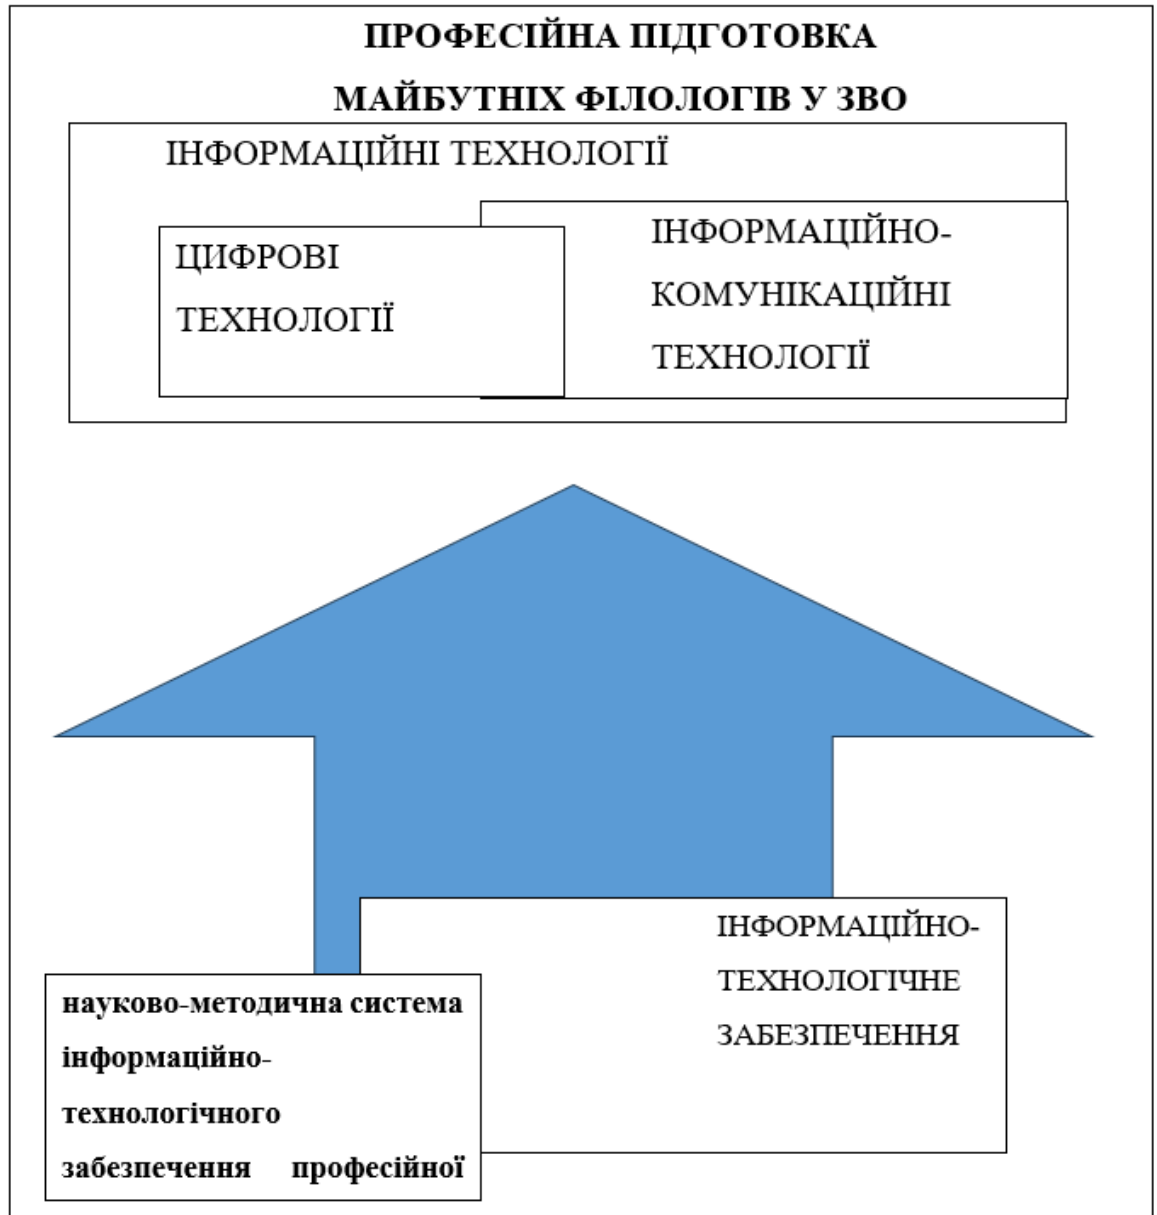 ПРОФЕСІЙНА ПІДГОТОВКА
МАЙБУТНІХ ФІЛОЛОГІВ У ЗВО
ІНФОРМАЦІЙНІ ТЕХНОЛОГІЇ
ЦИФРОВІ
ТЕХНОЛОГІЇ
ІНФОРМАЦІЙНО-
КОМУНІКАЦІЙНІ
ТЕХНОЛОГІЇ
ІНФОРМАЦІЙНО-
ТЕХНОЛОГІЧНЕ
ЗАБЕЗПЕЧЕННЯ
науково-методична система
інформаційно-
технологічного
забезпечення професійної